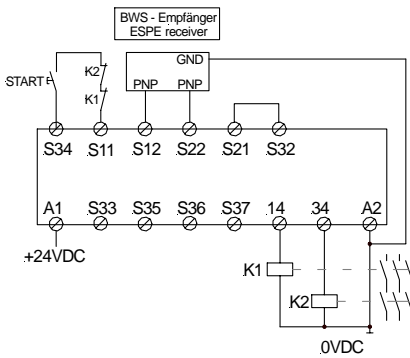 BWS - Empfänger
ESPE receiver
GND
K2
START
PNP PNP
K1
S34 S11 S12 S22 S21 S32
A1 S33 S35 S36 S37 14 34 A2
+24VDC
K1
K2
0VDC